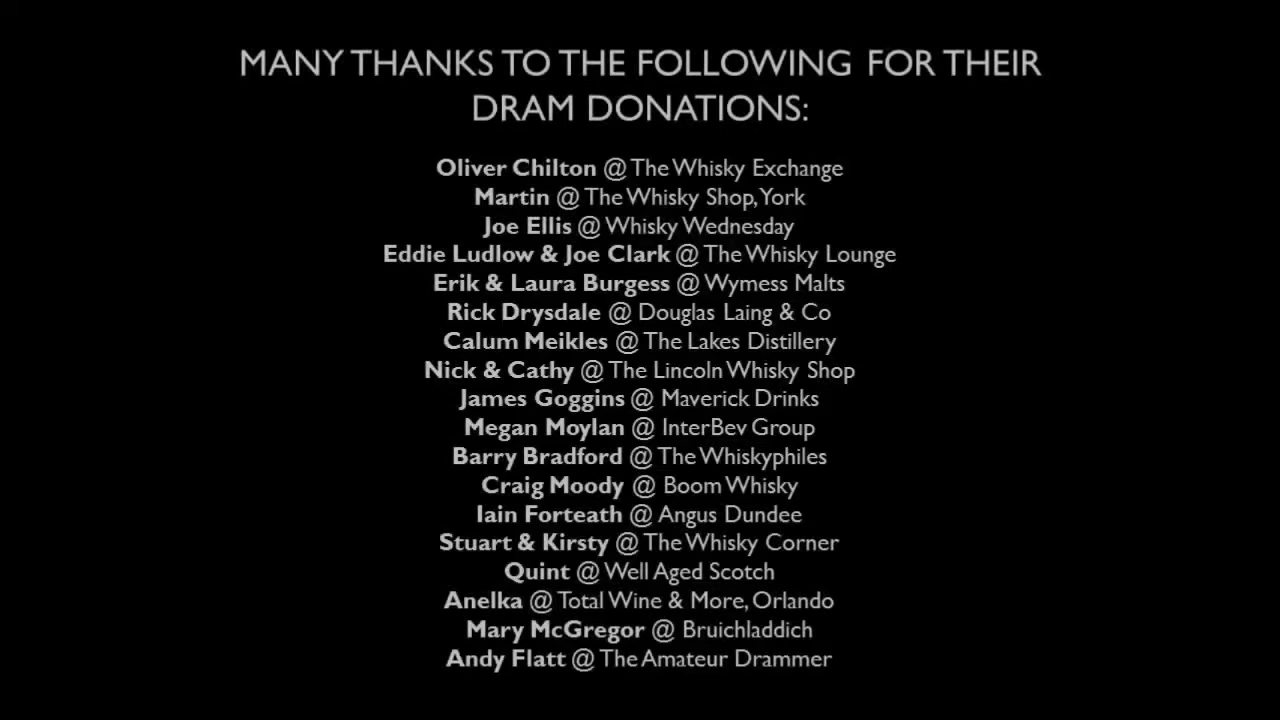 MANY THANKS TO THE FOLLOWING FOR THEIR
DRAM DONATIONS:
Oliver Chilton @ The Whisky Exchange
Martin @ The Whisky Shop, York
Joe Ellis @ Whisky Wednesday
Eddie Ludlow & Joe Clark @ The Whisky Lounge
Erik & Laura Burgess @ Wymess Malts
Rick Drysdale @ Douglas Laing & Co
Calum Meikles @ The Lakes Distillery
Nick & Cathy @ The Lincoln Whisky Shop
James Goggins @ Maverick Drinks
Megan Moylan @ InterBev Group
Barry Bradford @ The Whiskyphiles
Craig Moody @ Boom Whisky
Iain Forteath @ Angus Dundee
Stuart & Kirsty @ The Whisky Corner
Quint @ Well Aged Scotch
Anelka @ Total Wine & More, Orlando
Mary McGregor @ Bruichladdich
Andy Flatt @ The Amateur Drammer